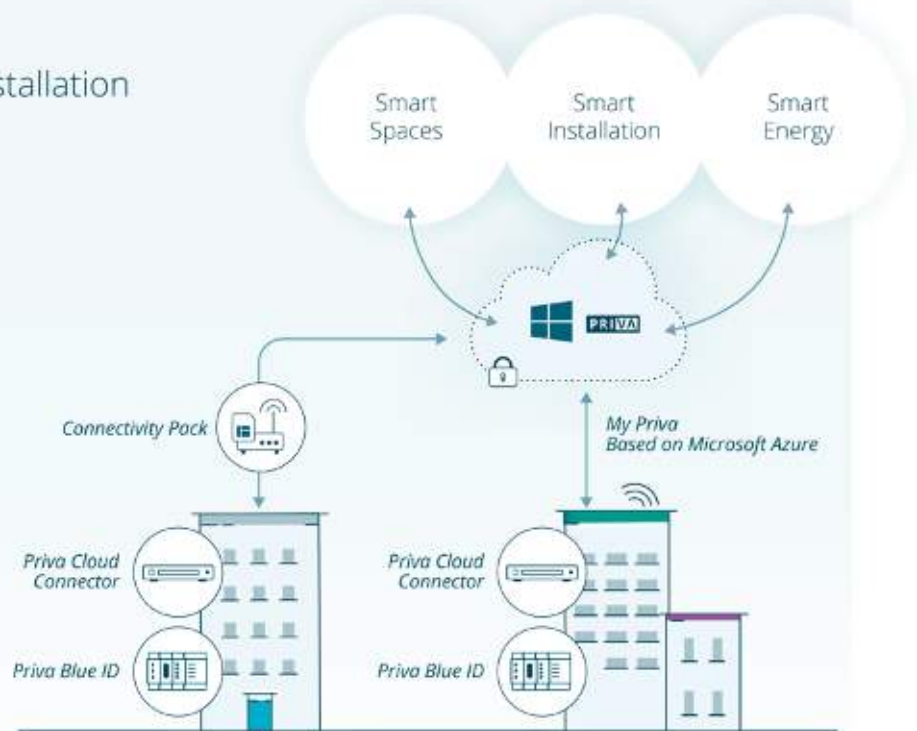 stallation
Smart
Spaces
Smart
Installation
Smart
Energy
PRIVA
Connectivity Pack
My Priva
Based on Microsoft Azure
Priva Cloud
Connector
Priva Cloud
Connector
Priva Blue ID
Priva Blue ID